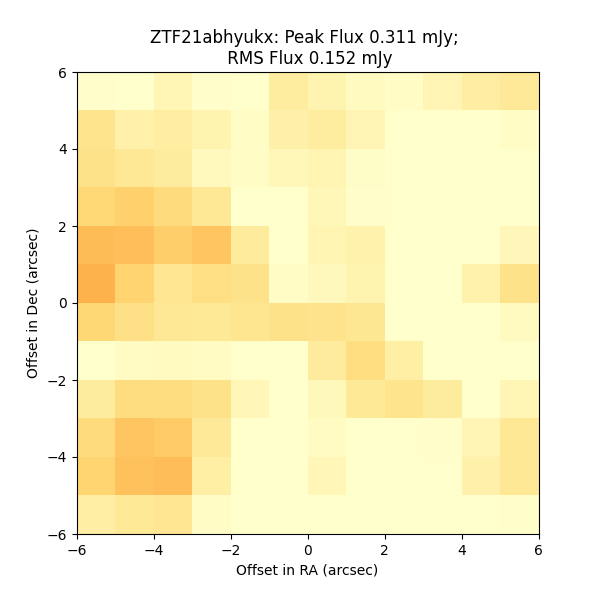 ZTF21abhyukx: Peak Flux 0.311 mJy;
RMS Flux 0.152 mJy
6
4
2
0
−2
−4
−6
Offset in Dec (arcsec)
−6 −4 −2 0 2 4 6
Offset in RA (arcsec)